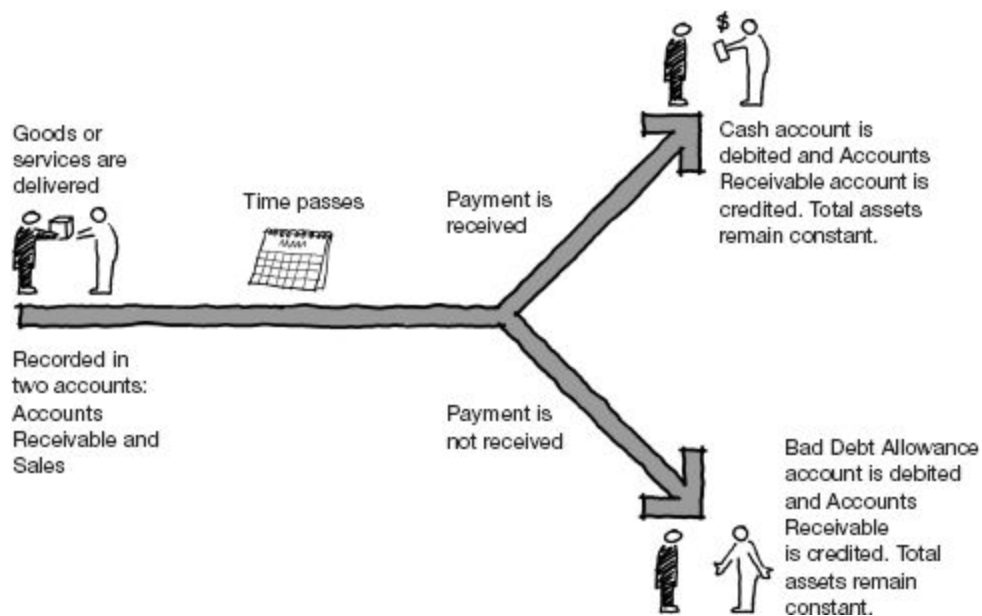 Goods or
services are
delivered
Time passes
Recorded in
two accounts:
Accounts
Receivable and
Sales
Payment is
received
$
Cash account is
debited and Accounts
Receivable account is
credited. Total assets
remain constant.
Payment is
not received
Bad Debt Allowance
account is debited
and Accounts
Receivable
is credited. Total
assets remain
constant.